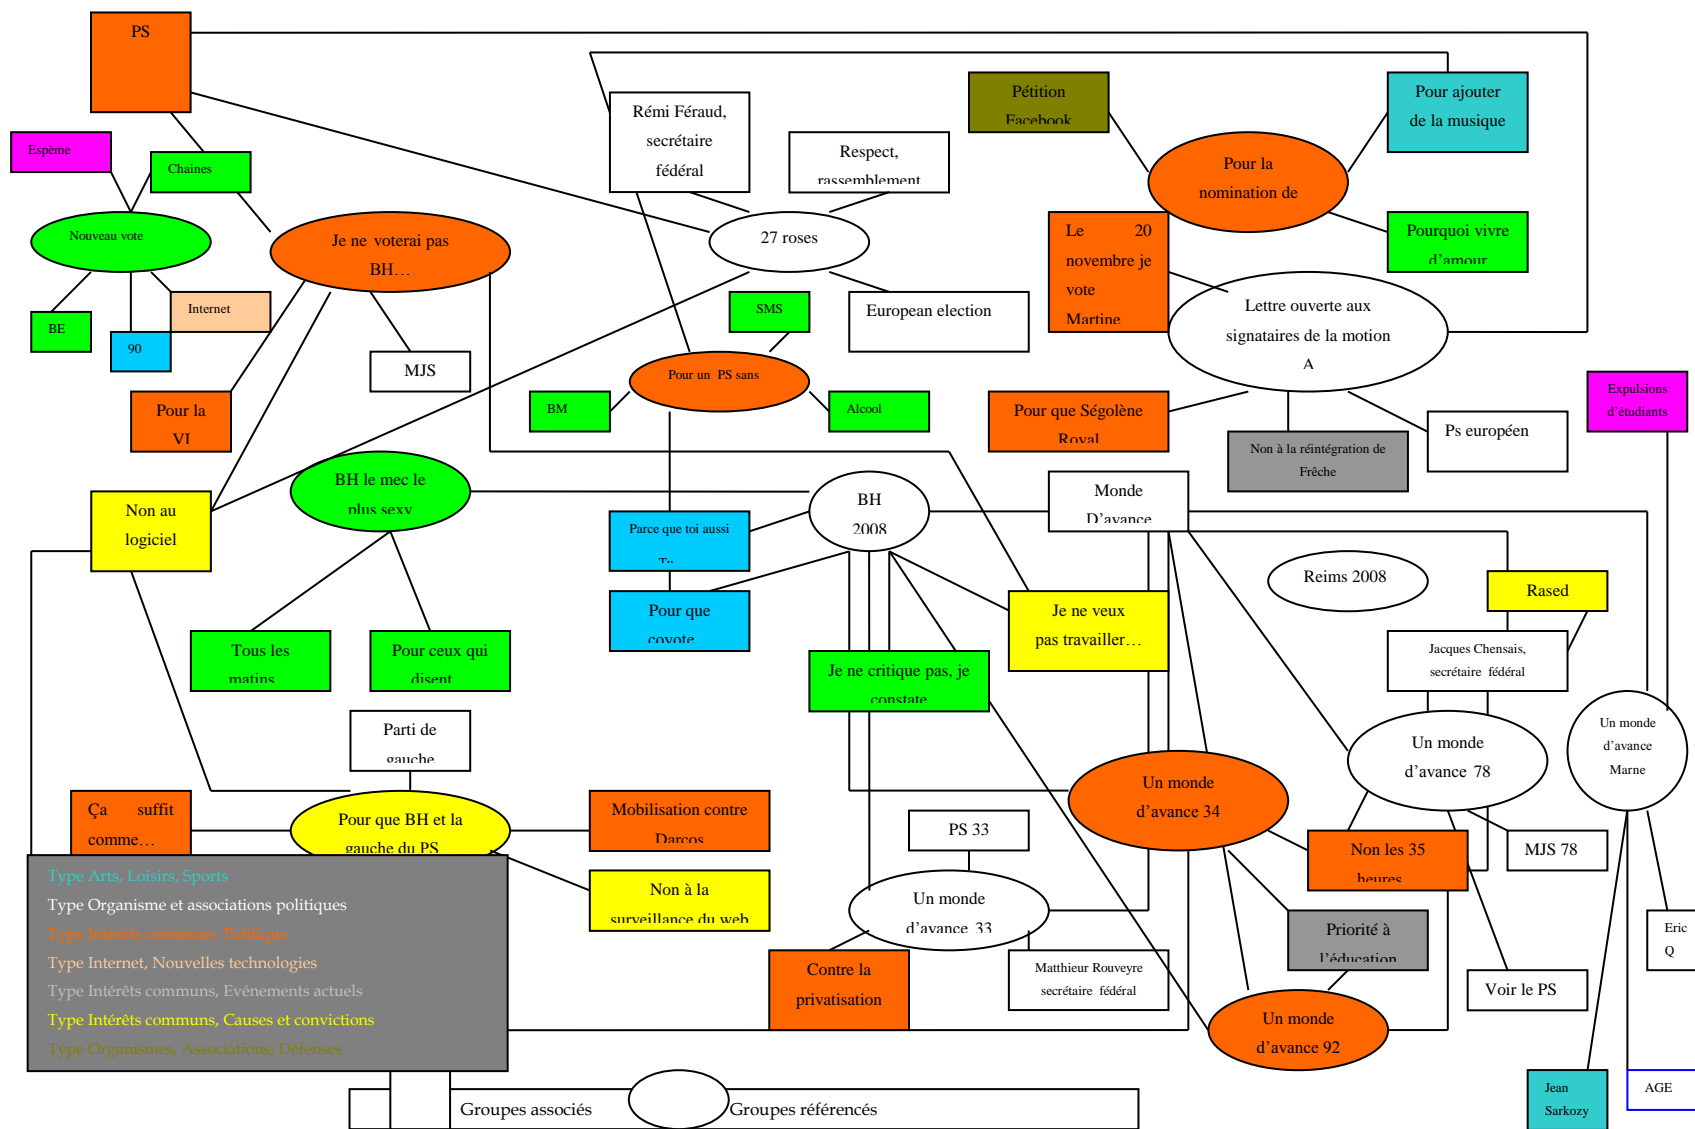 PS
Espème
Chaines
Nouveau vote
BE
90
Internet
Je ne voterai pas
BH…
Pour la
VI
MJS
Rémi Féraud,
secrétaire
fédéral
Respect,
rassemblement
27 roses
European election
SMS
Pour un PS sans
BM
Alcool
Pétition
Facebook
Pour ajouter
de la musique
Pour la
nomination de
Pourquoi vivre
d'amour
Le 20
novembre je
vote
Martine
Lettre ouverte aux
signataires de la motion
A
Pour que Ségolène
Royal
Non à la réintégration de
Frêche
Ps européen
Expulsions
d'étudiants
Non au
logiciel
BH le mec le
plus sexy
Tous les
matins
Pour ceux qui
disent
BH
2008
Monde
D'avance
Parce que toi aussi
Tu
Pour que
coyote
Je ne veux
pas travailler…
Je ne critique pas, je
constate
Reims 2008
Rased
Jacques Chensais,
secrétaire fédéral
Un monde
d'avance 78
Un monde
d'avance
Marne
Parti de
gauche
Ça suffit
comme…
Pour que BH et la
gauche du PS
Mobilisation contre
Darcos
Non à la
surveillance du web
Un monde
d'avance 34
PS 33
Un monde
d'avance 33
Contre la
privatisation
Matthieur Rouveyre
secrétaire fédéral
Non les 35
heures
MJS 78
Priorité à
l'éducation
Un monde
d'avance 92
Voir le PS
Eric
Q
Jean
Sarkozy
AGE
Type Arts, Loisirs, Sports
Type Organisme et associations politiques
Type Intérêts communs, Politique
Type Internet, Nouvelles technologies
Type Intérêts communs, Evénements actuels
Type Intérêts communs, Causes et convictions
Type Organismes, Associations, Défenses
Groupes associés
Groupes référencés